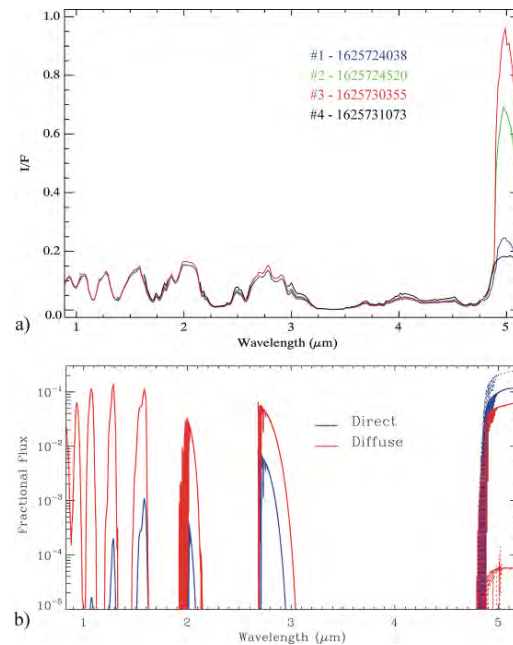 1.0
0.8
0.6
0.4
0.2
0.0
I/F
#1 - 1625724038
#2 - 1625724520
#3 - 1625730355
#4 - 1625731073
1 2 3 4 5
Wavelength (μm)
a)
10⁻¹
10⁻²
10⁻³
10⁻⁴
10⁻⁵
Fractional Flux
Direct
Diffuse
1 2 3 4 5
Wavelength (μm)
b)